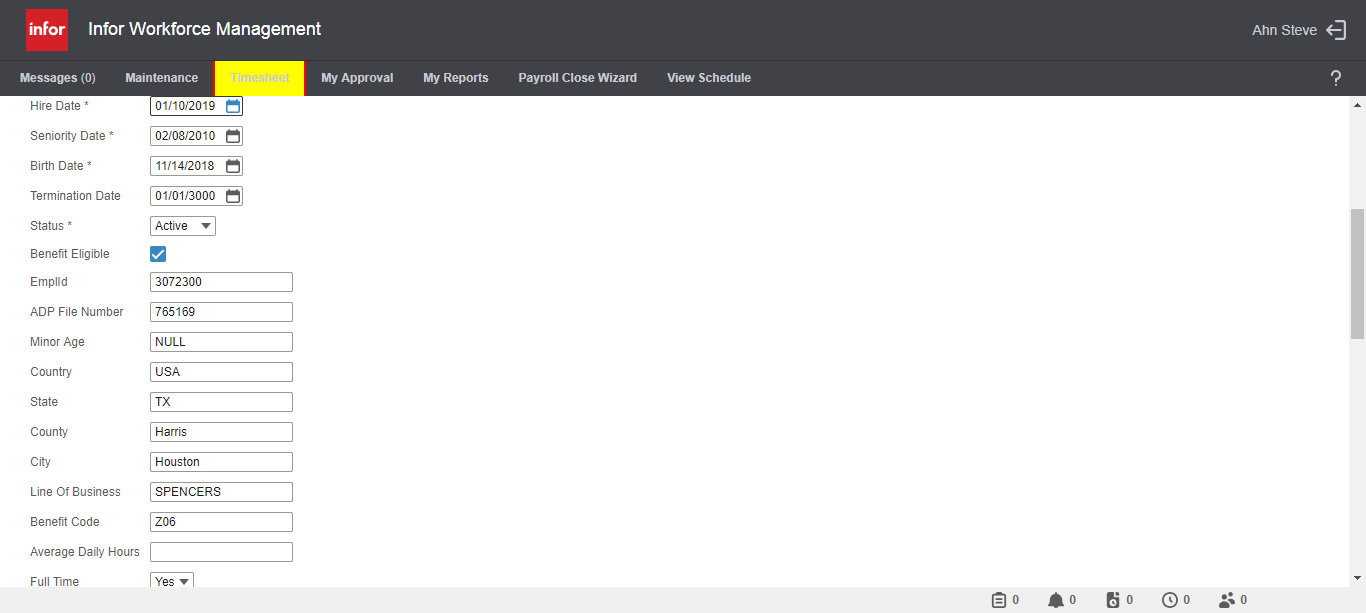 infor Infor Workforce Management Ahn Steve
Messages (0) Maintenance Timesheet My Approval My Reports Payroll Close Wizard View Schedule ?
Hire Date * 01/10/2019
Seniority Date * 02/08/2010
Birth Date * 11/14/2018
Termination Date 01/01/3000
Status * Active
Benefit Eligible
EmplId 3072300
ADP File Number 765169
Minor Age NULL
Country USA
State TX
County Harris
City Houston
Line Of Business SPENCERS
Benefit Code Z06
Average Daily Hours
Full Time Yes
0 0 0 0 0